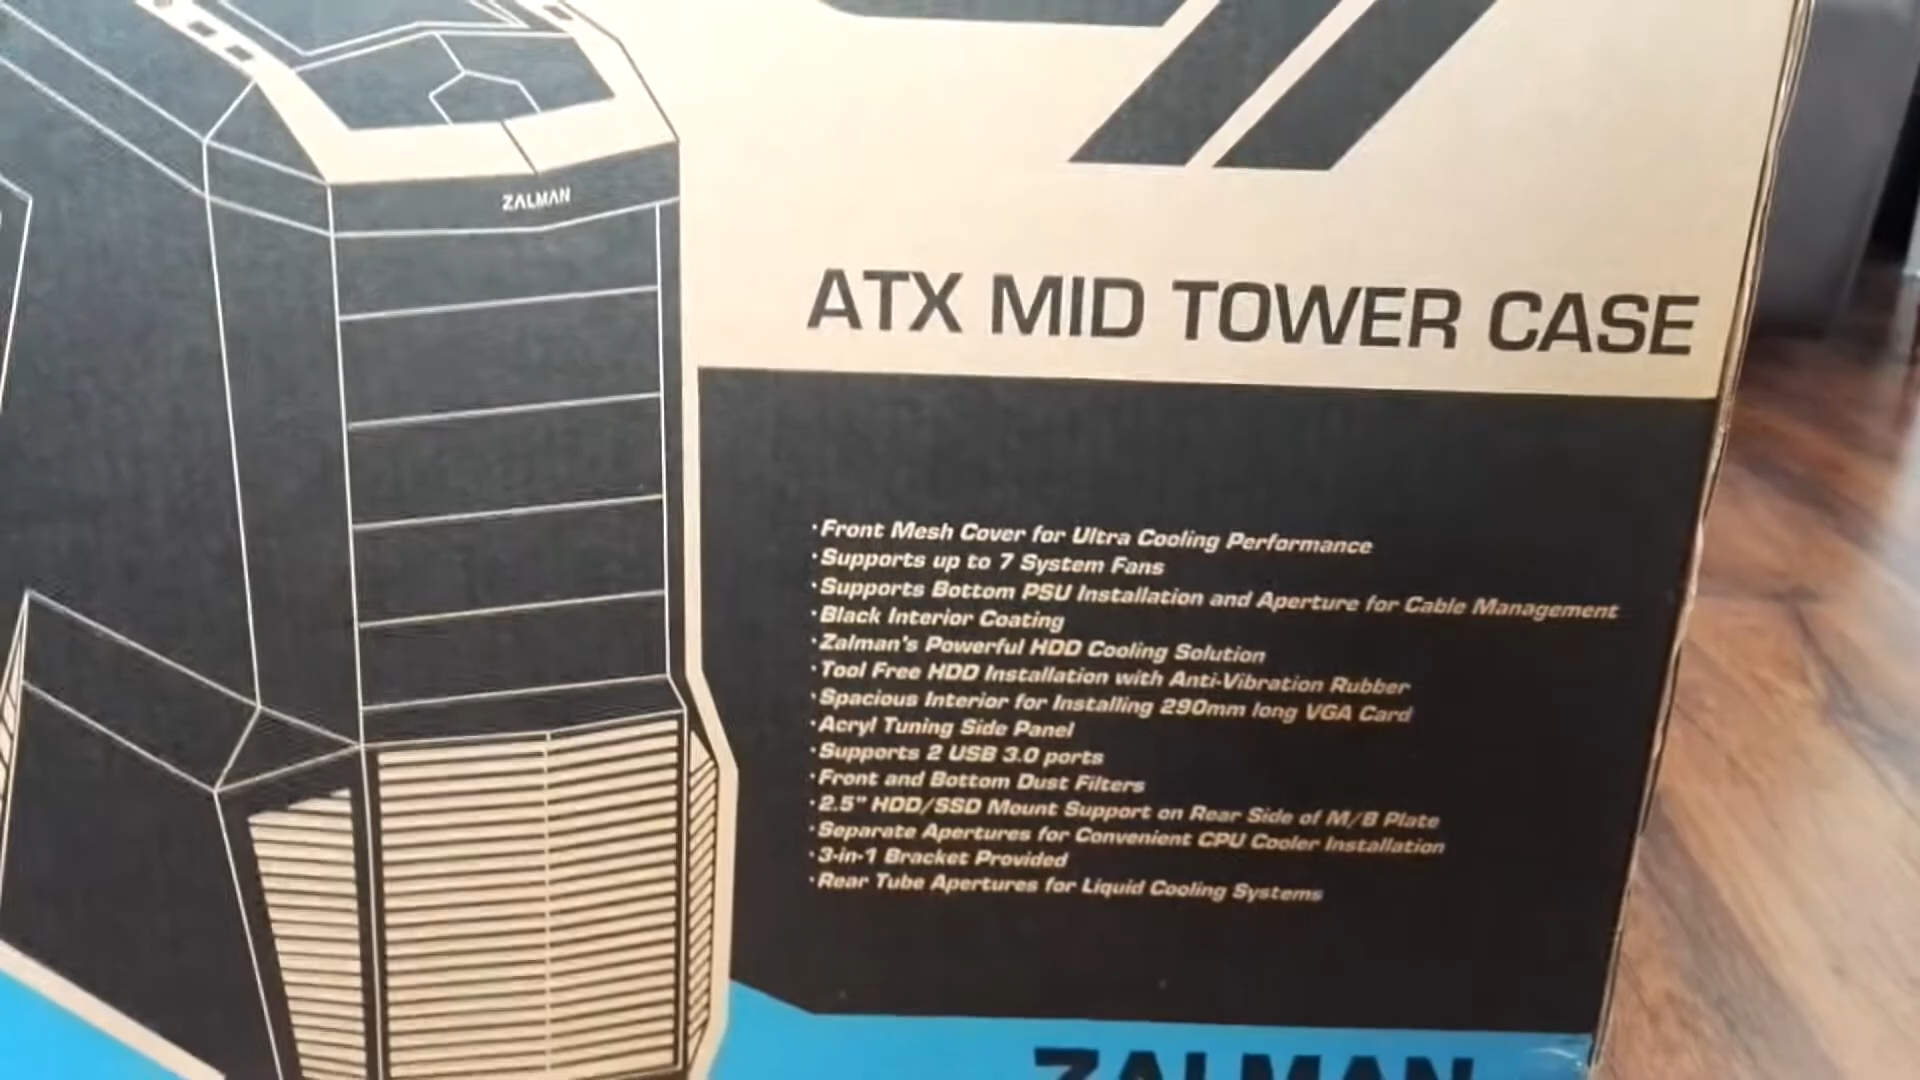 ZALMAN
ATX MID TOWER CASE
·Front Mesh Cover for Ultra Cooling Performance
·Supports up to 7 System Fans
·Supports Bottom PSU Installation and Aperture for Cable Management
·Black Interior Coating
·Zalman's Powerful HDD Cooling Solution
·Tool Free HDD Installation with Anti-Vibration Rubber
·Spacious Interior for Installing 290mm long VGA Card
·Acryl Tuning Side Panel
·Supports 2 USB 3.0 ports
·Front and Bottom Dust Filters
·2.5" HDD/SSD Mount Support on Rear Side of M/B Plate
·Separate Apertures for Convenient CPU Cooler Installation
·3-in-1 Bracket Provided
·Rear Tube Apertures for Liquid Cooling Systems
ZALMAN